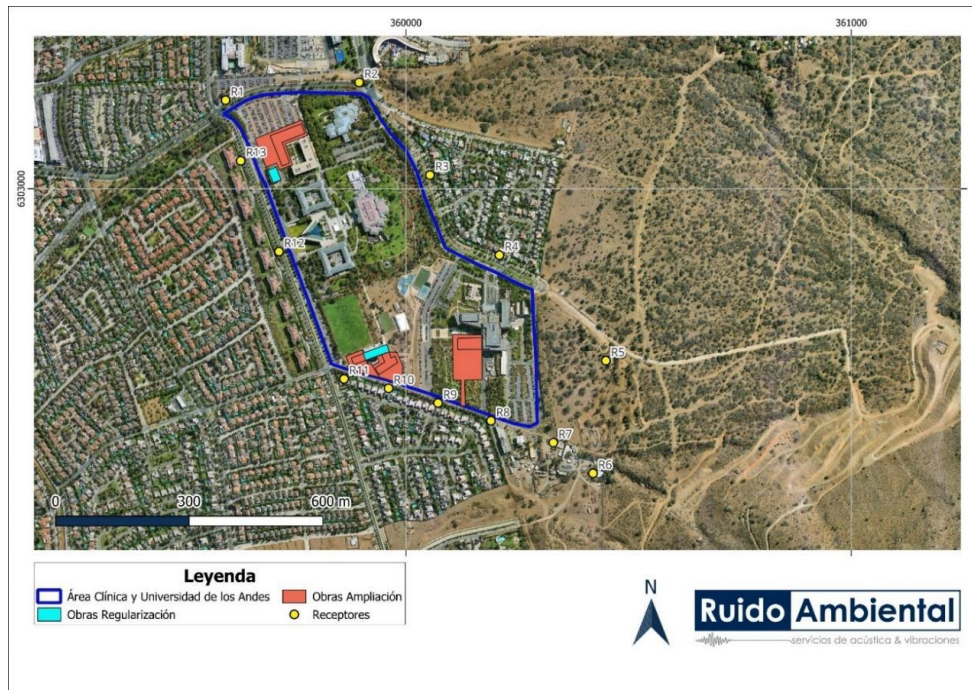 360000
361000
6303000
R1
R2
R3
R13
R12
R4
R5
R11
R10
R9
R8
R7
R6
0 300 600 m
Leyenda
Área Clínica y Universidad de los Andes
Obras Ampliación
Obras Regularización
Receptores
N
Ruido Ambiental
servicios de acústica & vibraciones